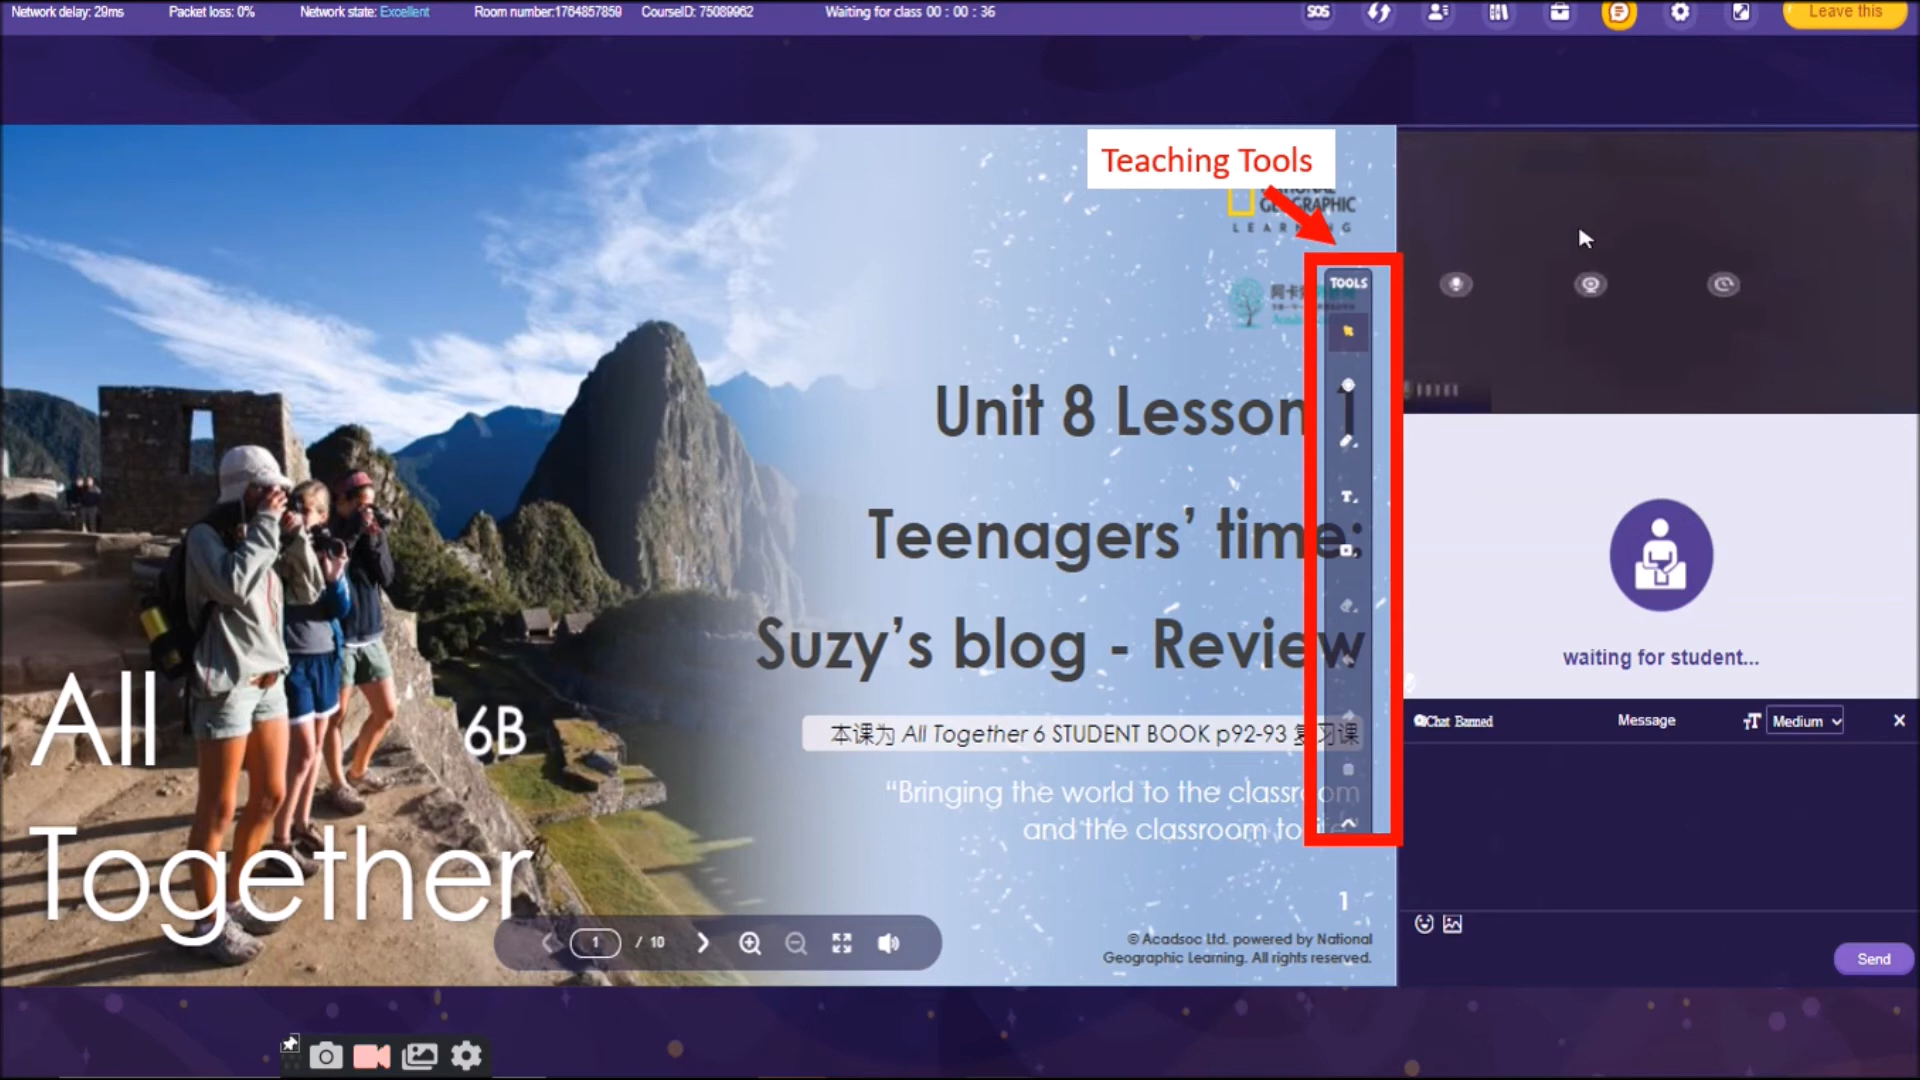 Network delay: 29ms Packet loss: 0% Network state: Excellent Room number:1764857859 CourseID: 75089962 Waiting for class 00 : 00 : 36
SOS
Leave this
Teaching Tools
GEOGRAPHIC
LEARNING
TOOLS
Unit 8 Lesson 1
Teenagers’ time:
Suzy’s blog - Review
本课为 All Together 6 STUDENT BOOK p92-93 复习课
“Bringing the world to the classroom
and the classroom to
All
Together
6B
1
© Acadsoc Ltd. powered by National
Geographic Learning. All rights reserved.
1 / 10
waiting for student...
Chat Banned Message Medium
Send